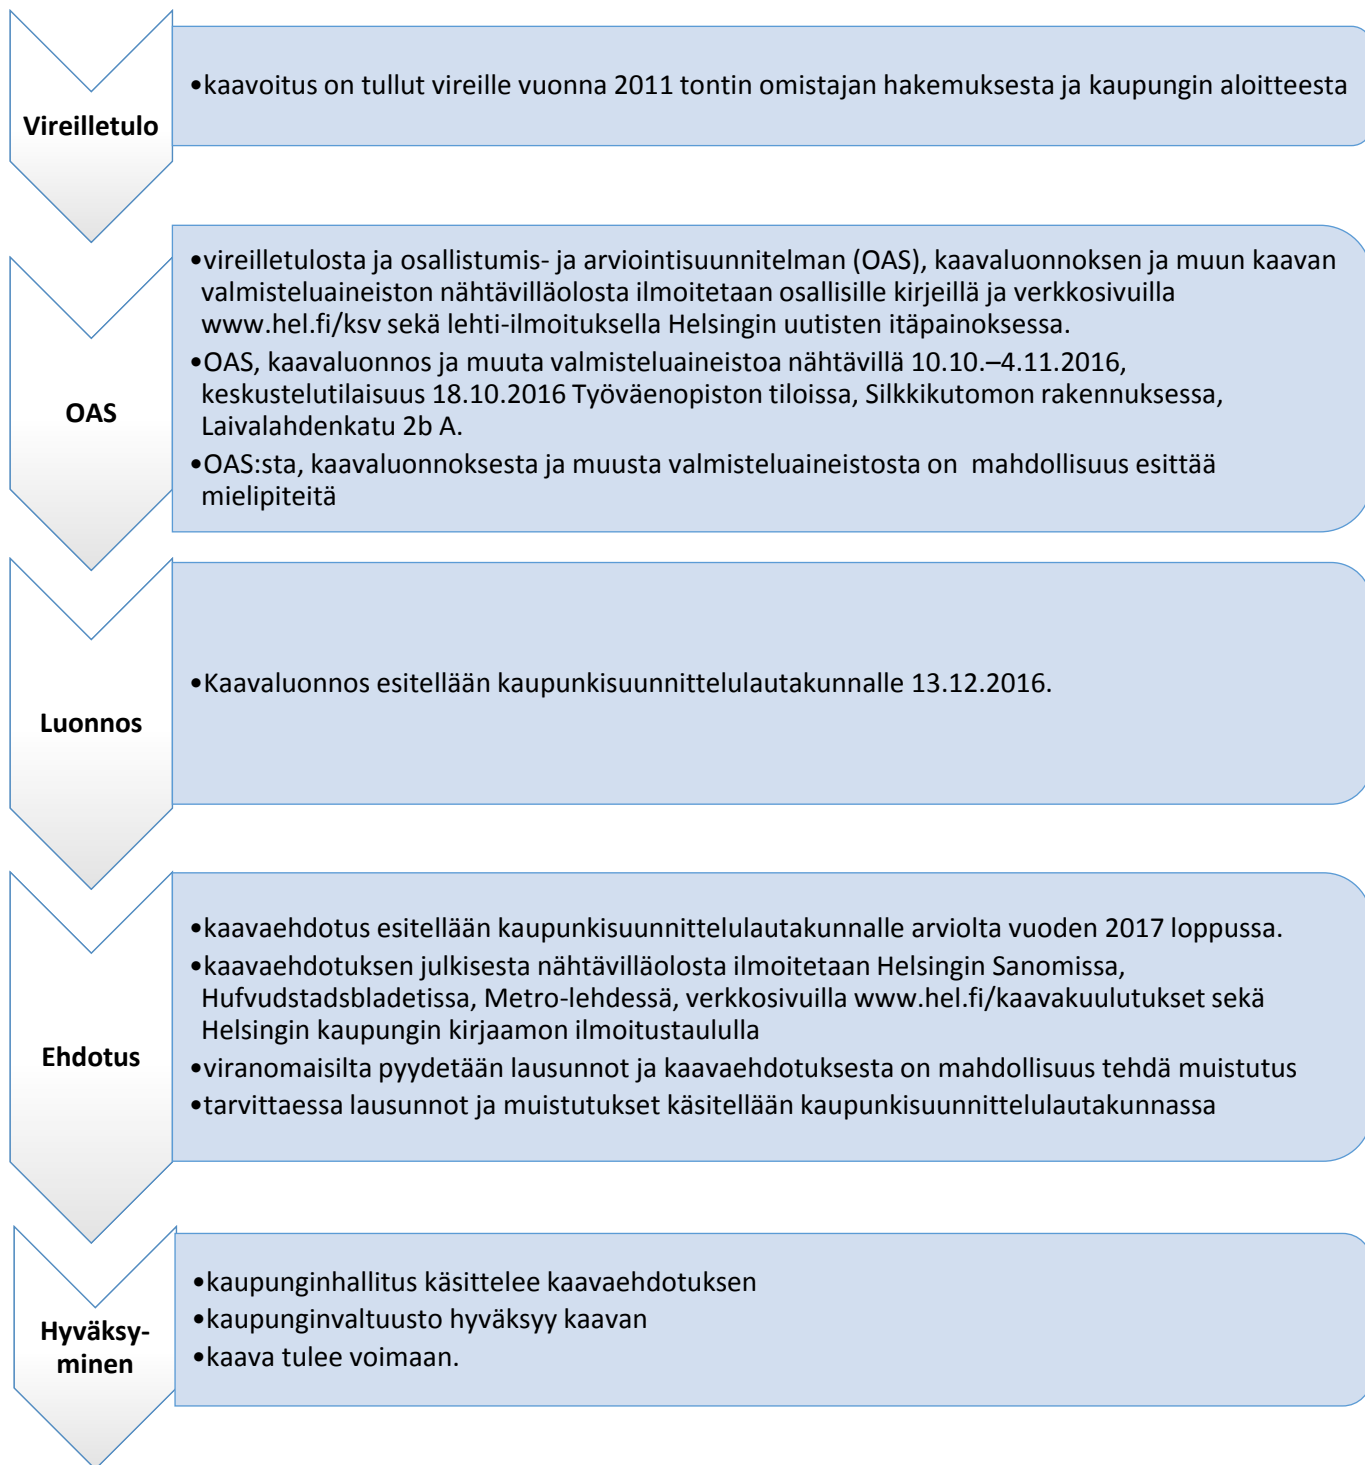 Vireilletulo
•kaavoitus on tullut vireille vuonna 2011 tontin omistajan hakemuksesta ja kaupungin aloitteesta
OAS
•vireilletulosta ja osallistumis- ja arviointisuunnitelman (OAS), kaavaluonnoksen ja muun kaavan
valmisteluaineiston nähtävilläolosta ilmoitetaan osallisille kirjeillä ja verkkosivuilla
www.hel.fi/ksv sekä lehti-ilmoituksella Helsingin uutisten itäpainoksessa.
•OAS, kaavaluonnos ja muuta valmisteluaineistoa nähtävillä 10.10.–4.11.2016,
keskustelutilaisuus 18.10.2016 Työväenopiston tiloissa, Silkkikutomon rakennuksessa,
Laivalahdenkatu 2b A.
•OAS:sta, kaavaluonnoksesta ja muusta valmisteluaineistosta on  mahdollisuus esittää
mielipiteitä
Luonnos
•Kaavaluonnos esitellään kaupunkisuunnittelulautakunnalle 13.12.2016.
Ehdotus
•kaavaehdotus esitellään kaupunkisuunnittelulautakunnalle arviolta vuoden 2017 loppussa.
•kaavaehdotuksen julkisesta nähtävilläolosta ilmoitetaan Helsingin Sanomissa,
Hufvudstadsbladetissa, Metro-lehdessä, verkkosivuilla www.hel.fi/kaavakuulutukset sekä
Helsingin kaupungin kirjaamon ilmoitustaululla
•viranomaisilta pyydetään lausunnot ja kaavaehdotuksesta on mahdollisuus tehdä muistutus
•tarvittaessa lausunnot ja muistutukset käsitellään kaupunkisuunnittelulautakunnassa
Hyväksy-
minen
•kaupunginhallitus käsittelee kaavaehdotuksen
•kaupunginvaltuusto hyväksyy kaavan
•kaava tulee voimaan.